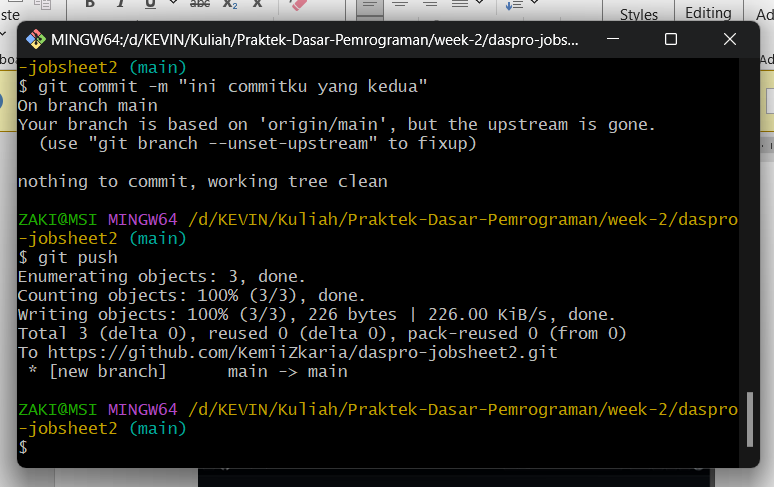 B I U abc X₂ X
ste
Styles
Editing
Ad
MINGW64:/d/KEVIN/Kuliah/Praktek-Dasar-Pemrograman/week-2/daspro-jobs...
-jobsheet2 (main)
$ git commit -m "ini commitku yang kedua"
On branch main
Your branch is based on 'origin/main', but the upstream is gone.
  (use "git branch --unset-upstream" to fixup)
nothing to commit, working tree clean
ZAKI@MSI MINGW64 /d/KEVIN/Kuliah/Praktek-Dasar-Pemrograman/week-2/daspro
-jobsheet2 (main)
$ git push
Enumerating objects: 3, done.
Counting objects: 100% (3/3), done.
Writing objects: 100% (3/3), 226 bytes | 226.00 KiB/s, done.
Total 3 (delta 0), reused 0 (delta 0), pack-reused 0 (from 0)
To https://github.com/KemiiZkaria/daspro-jobsheet2.git
 * [new branch]      main -> main
ZAKI@MSI MINGW64 /d/KEVIN/Kuliah/Praktek-Dasar-Pemrograman/week-2/daspro
-jobsheet2 (main)
$